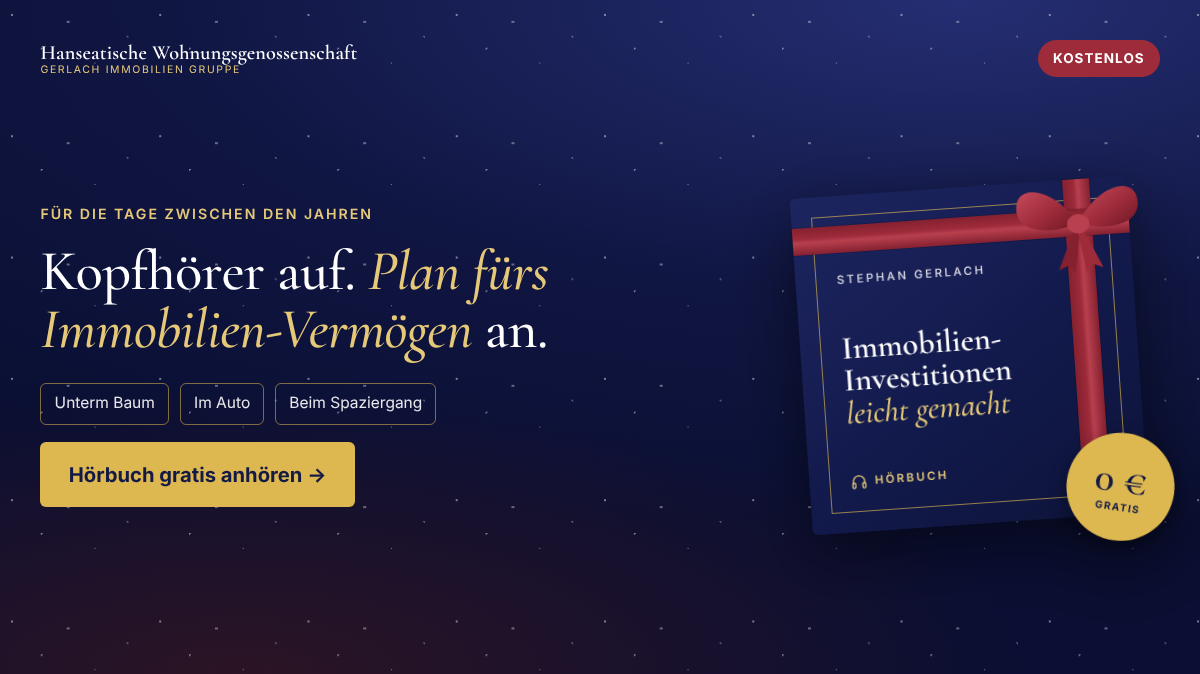 Hanseatische Wohnungsgenossenschaft
GERLACH IMMOBILIEN GRUPPE
KOSTENLOS
FÜR DIE TAGE ZWISCHEN DEN JAHREN
Kopfhörer auf. Plan fürs
Immobilien-Vermögen an.
Unterm Baum
Im Auto
Beim Spaziergang
Hörbuch gratis anhören →
STEPHAN GERLACH
Immobilien-
Investitionen
leicht gemacht
HÖRBUCH
0 €
GRATIS